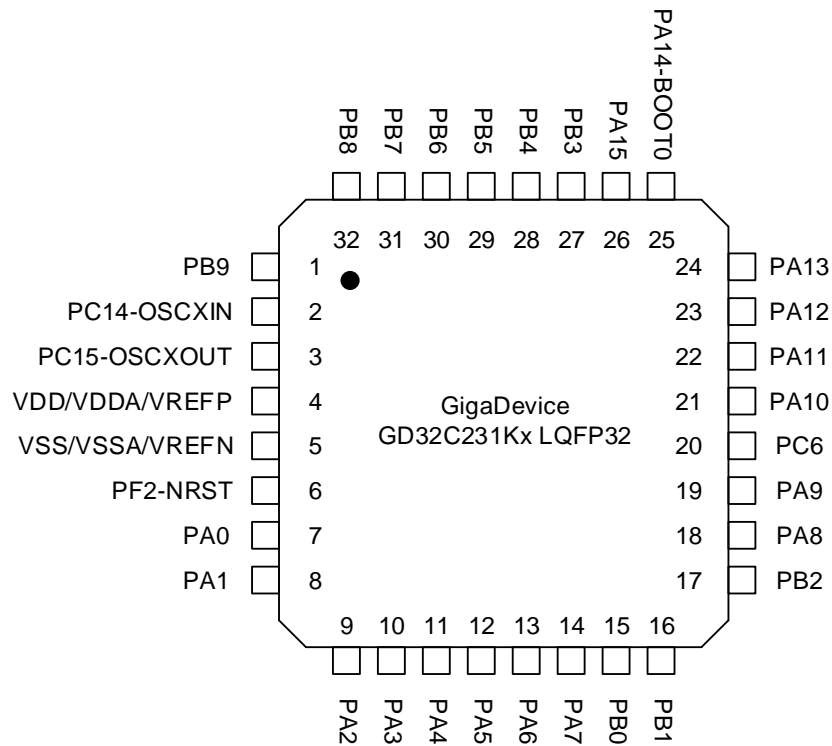 PA14-BOOT0
PB8 PB7 PB6 PB5 PB4 PB3 PA15
32 31 30 29 28 27 26 25
PB9 1 24 PA13
PC14-OSCXIN 2 23 PA12
PC15-OSCXOUT 3 22 PA11
VDD/VDDA/VREFP 4 21 PA10
GigaDevice
GD32C231Kx LQFP32
VSS/VSSA/VREFN 5 20 PC6
PF2-NRST 6 19 PA9
PA0 7 18 PA8
PA1 8 17 PB2
9 10 11 12 13 14 15 16
PA2 PA3 PA4 PA5 PA6 PA7 PB0 PB1